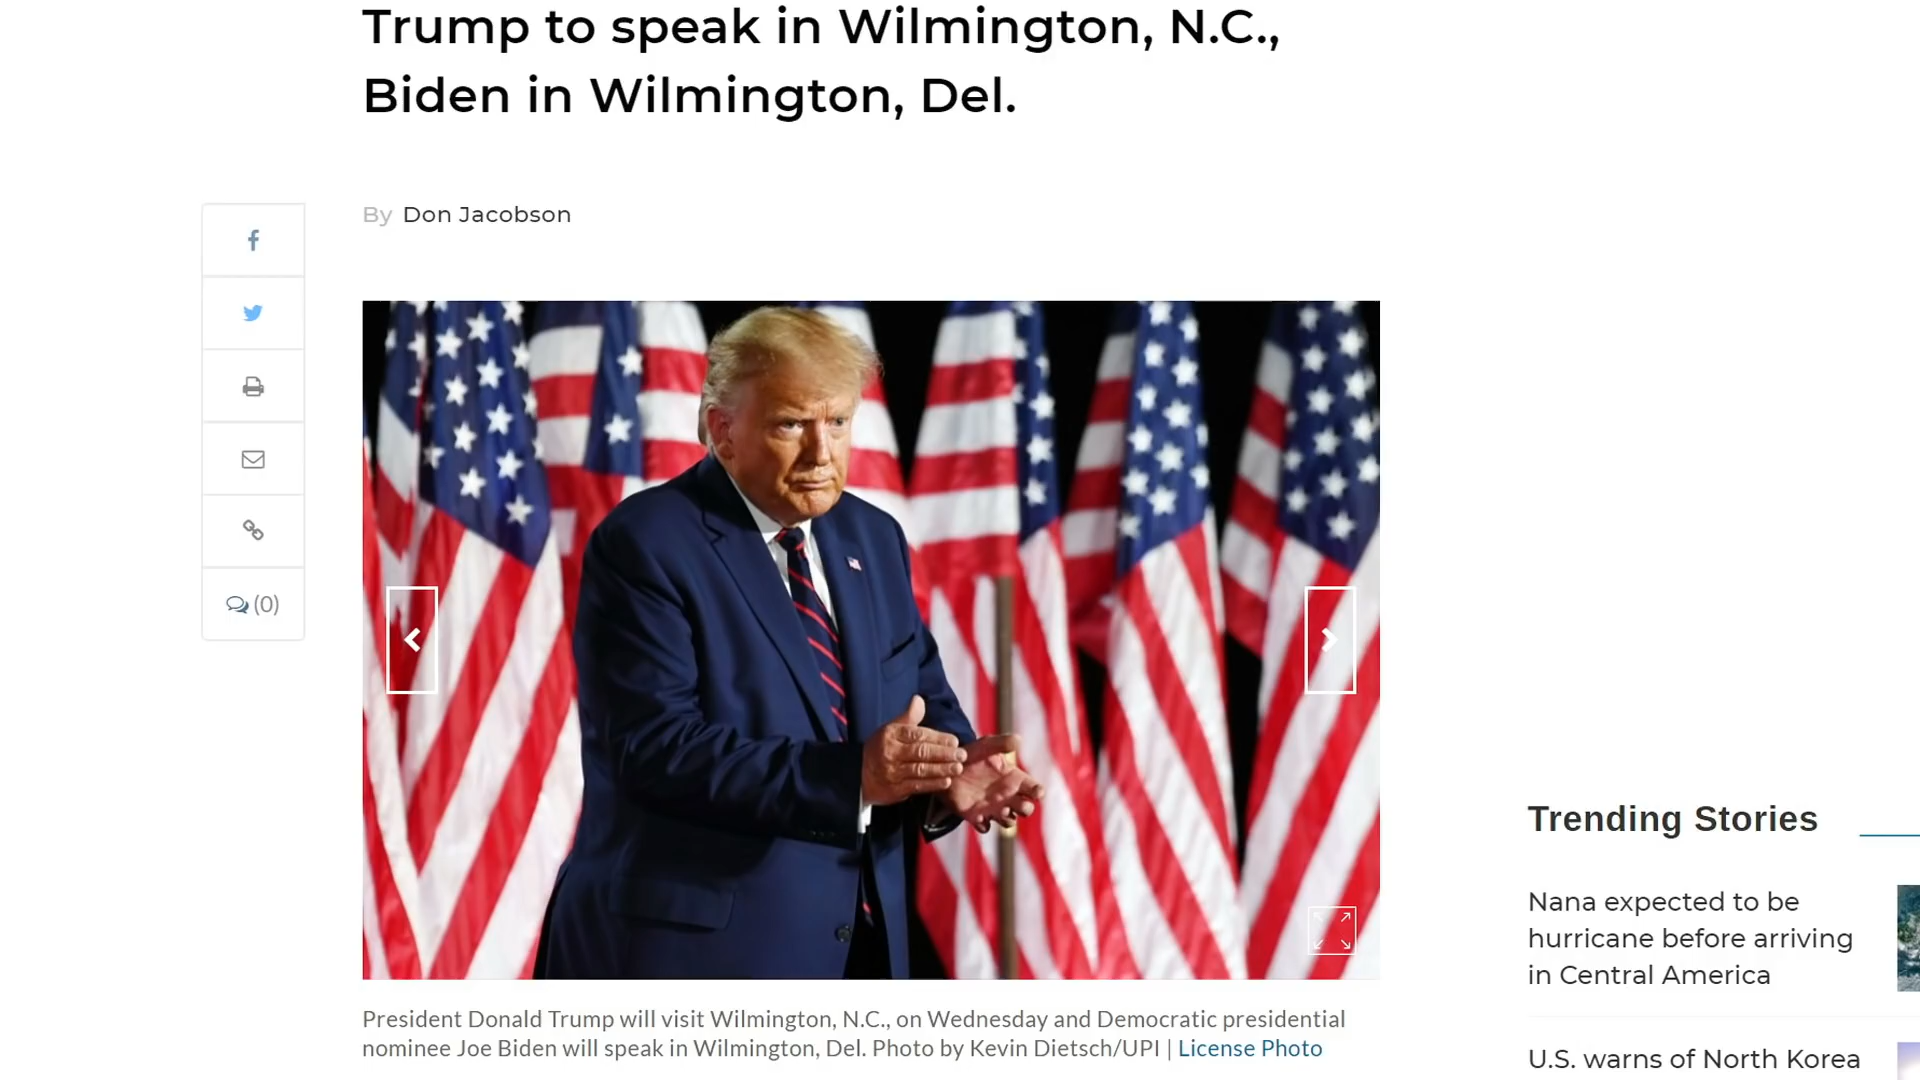 Trump to speak in Wilmington, N.C.,
Biden in Wilmington, Del.
By Don Jacobson
(0)
President Donald Trump will visit Wilmington, N.C., on Wednesday and Democratic presidential
nominee Joe Biden will speak in Wilmington, Del. Photo by Kevin Dietsch/UPI | License Photo
Trending Stories
Nana expected to be
hurricane before arriving
in Central America
U.S. warns of North Korea